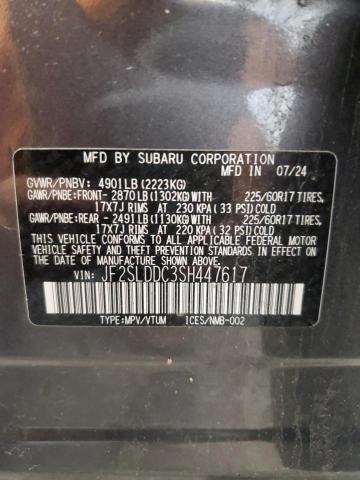 MFD BY SUBARU CORPORATION
MFD IN 07/24
GVWR/PNBV: 4901LB(2223KG)
GAWR/PNBE:FRONT- 2870LB(1302KG)WITH 225/60R17 TIRES,
17X7J RIMS AT 230 KPA(33 PSI)COLD
GAWR/PNBE:REAR - 2491LB(1130KG)WITH 225/60R17 TIRES,
17X7J RIMS AT 220 KPA(32 PSI)COLD
THIS VEHICLE CONFORMS TO ALL APPLICABLE
FEDERAL MOTOR VEHICLE SAFETY, BUMPER, AND
THEFT PREVENTION STANDARDS IN EFFECT ON THE
DATE OF MANUFACTURE SHOWN ABOVE.
VIN: JF2SLDDC3SH447617
TYPE:MPV/VTUM ICES/NMB-002